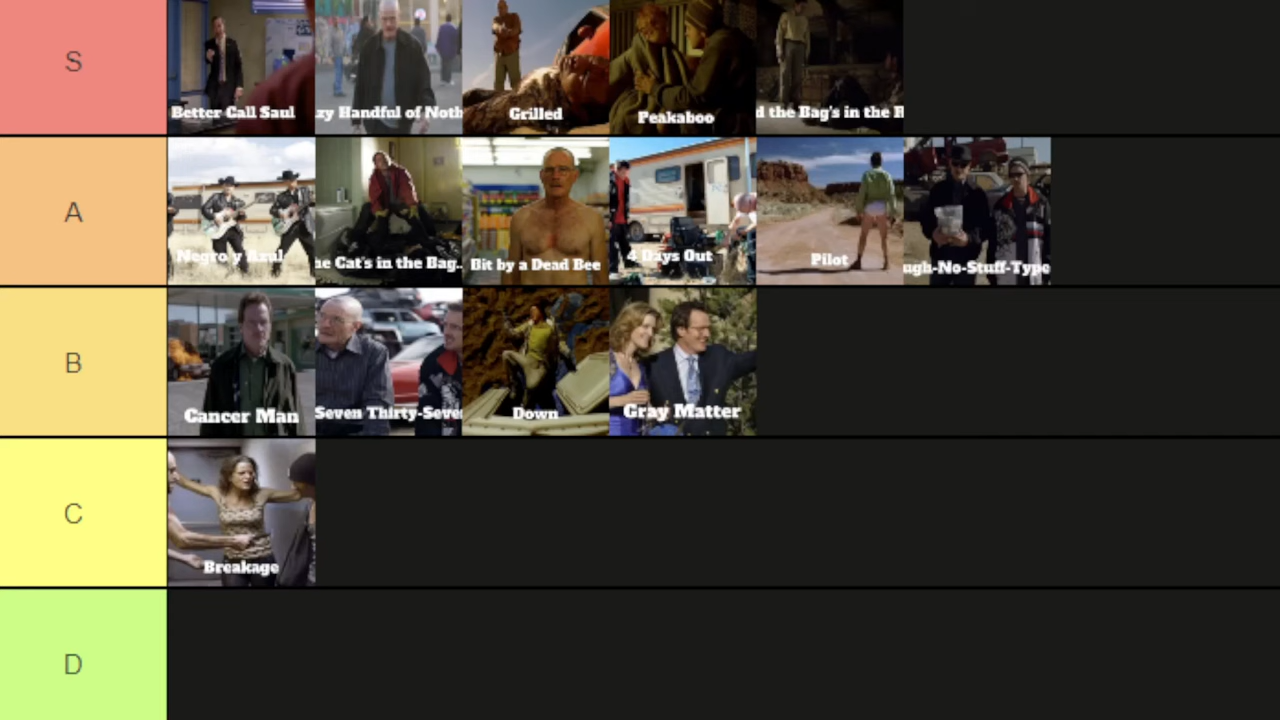 S
Better Call Saul
zy Handful of Noth
Grilled
Peakaboo
d the Bag's in the R
A
Negro y Azul
he Cat's in the Bag..
Bit by a Dead Bee
4 Days Out
Pilot
ugh-No-Stuff-Type
B
Cancer Man
Seven Thirty-Seve
Down
Gray Matter
C
Breakage
D